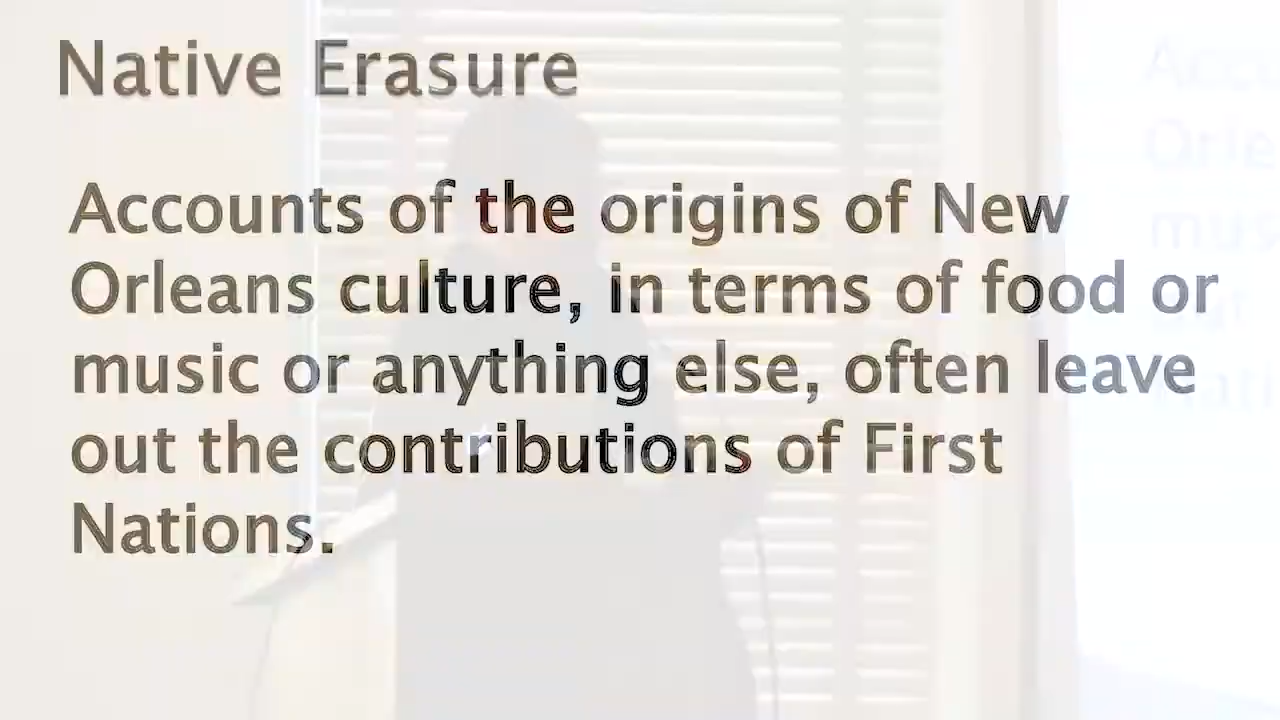 Native Erasure
Accounts of the origins of New
Orleans culture, in terms of food or
music or anything else, often leave
out the contributions of First
Nations.